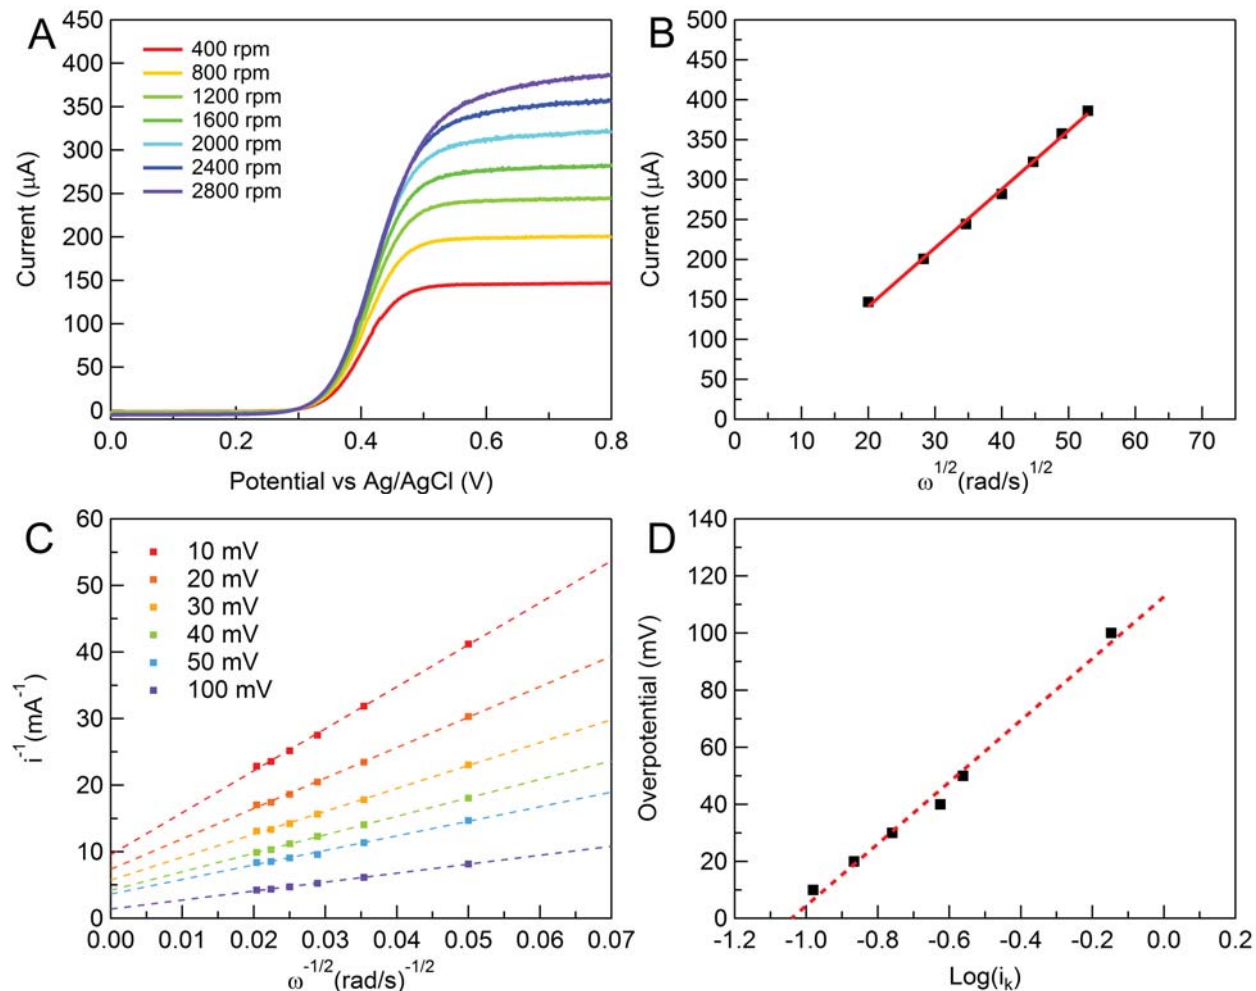 A
450
400
350
300
250
200
150
100
50
0
400 rpm
800 rpm
1200 rpm
1600 rpm
2000 rpm
2400 rpm
2800 rpm
Current (µA)
0.0 0.2 0.4 0.6 0.8
Potential vs Ag/AgCl (V)
B
500
450
400
350
300
250
200
150
100
50
0
Current (µA)
0 10 20 30 40 50 60 70
ω^1/2(rad/s)^1/2
C
60
50
40
30
20
10
0
10 mV
20 mV
30 mV
40 mV
50 mV
100 mV
i^-1(mA^-1)
0.00 0.01 0.02 0.03 0.04 0.05 0.06 0.07
ω^-1/2(rad/s)^-1/2
D
140
120
100
80
60
40
20
0
Overpotential (mV)
-1.2 -1.0 -0.8 -0.6 -0.4 -0.2 0.0 0.2
Log(i_k)